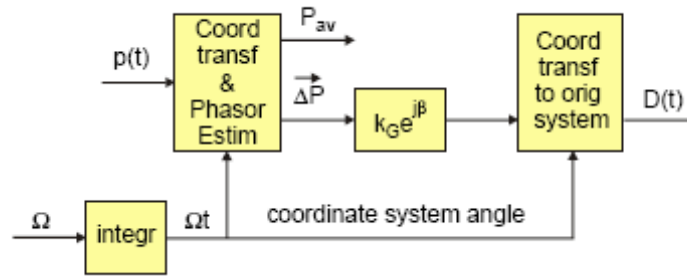 p(t)
Coord
transf
&
Phasor
Estim
P_av
ΔP⃗
k_G e^{jβ}
Coord
transf
to orig
system
D(t)
Ω
integr
Ωt
coordinate system angle